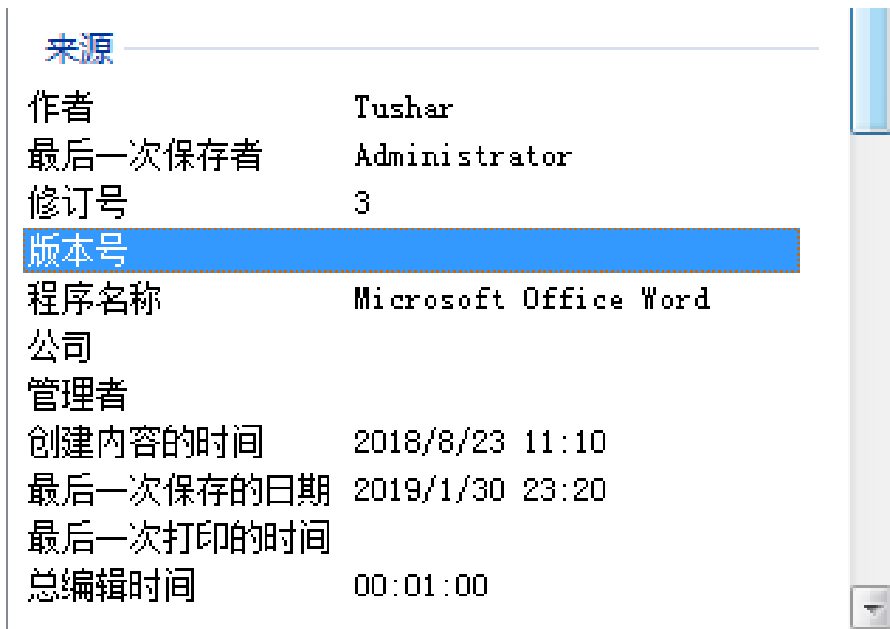 来源
作者 Tushar
最后一次保存者 Administrator
修订号 3
版本号
程序名称 Microsoft Office Word
公司
管理者
创建内容的时间 2018/8/23 11:10
最后一次保存的日期 2019/1/30 23:20
最后一次打印的时间
总编辑时间 00:01:00